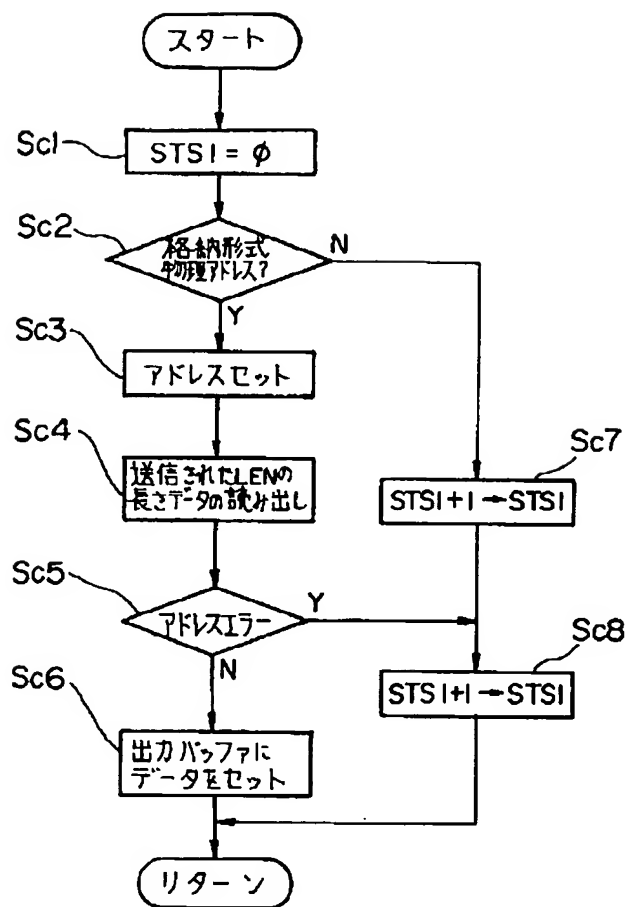 スタート
Sc1
STS1 = φ
Sc2
格納形式
物理アドレス?
N
Y
Sc3
アドレスセット
Sc4
送信されたLENの
長さデータの読み出し
Sc7
STS1+1→STS1
Sc5
アドレスエラー
Y
N
Sc8
STS1+1→STS1
Sc6
出力バッファに
データをセット
リターン